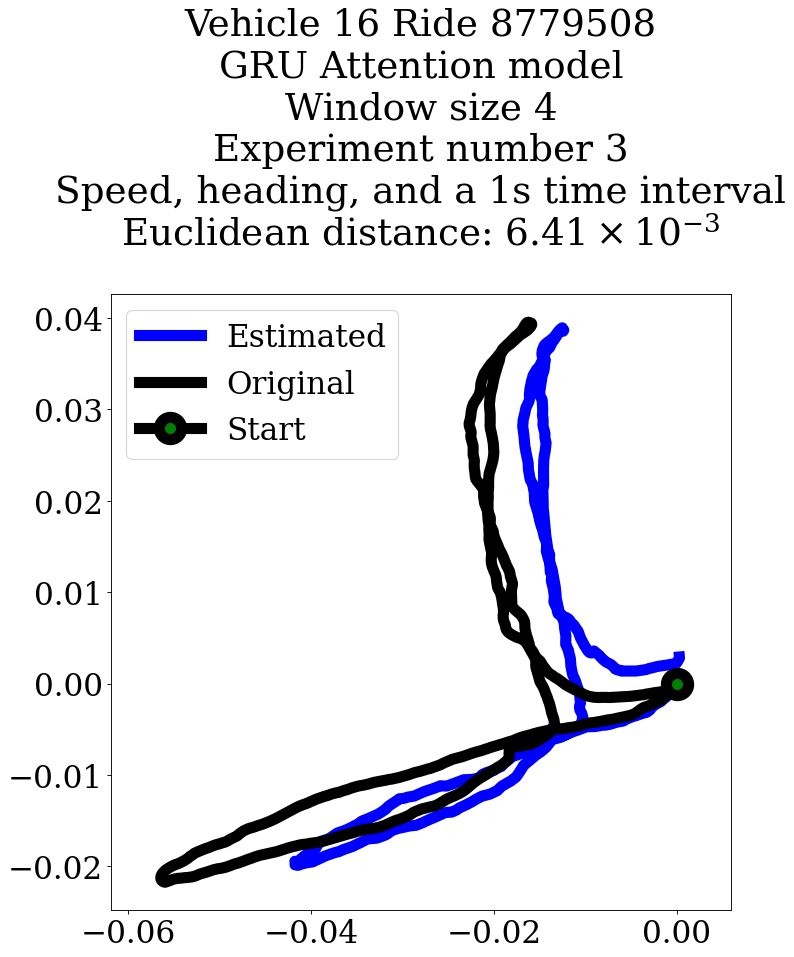 Vehicle 16 Ride 8779508
GRU Attention model
Window size 4
Experiment number 3
Speed, heading, and a 1s time interval
Euclidean distance: 6.41 × 10⁻³
Estimated
Original
Start
0.04
0.03
0.02
0.01
0.00
−0.01
−0.02
−0.06 −0.04 −0.02 0.00